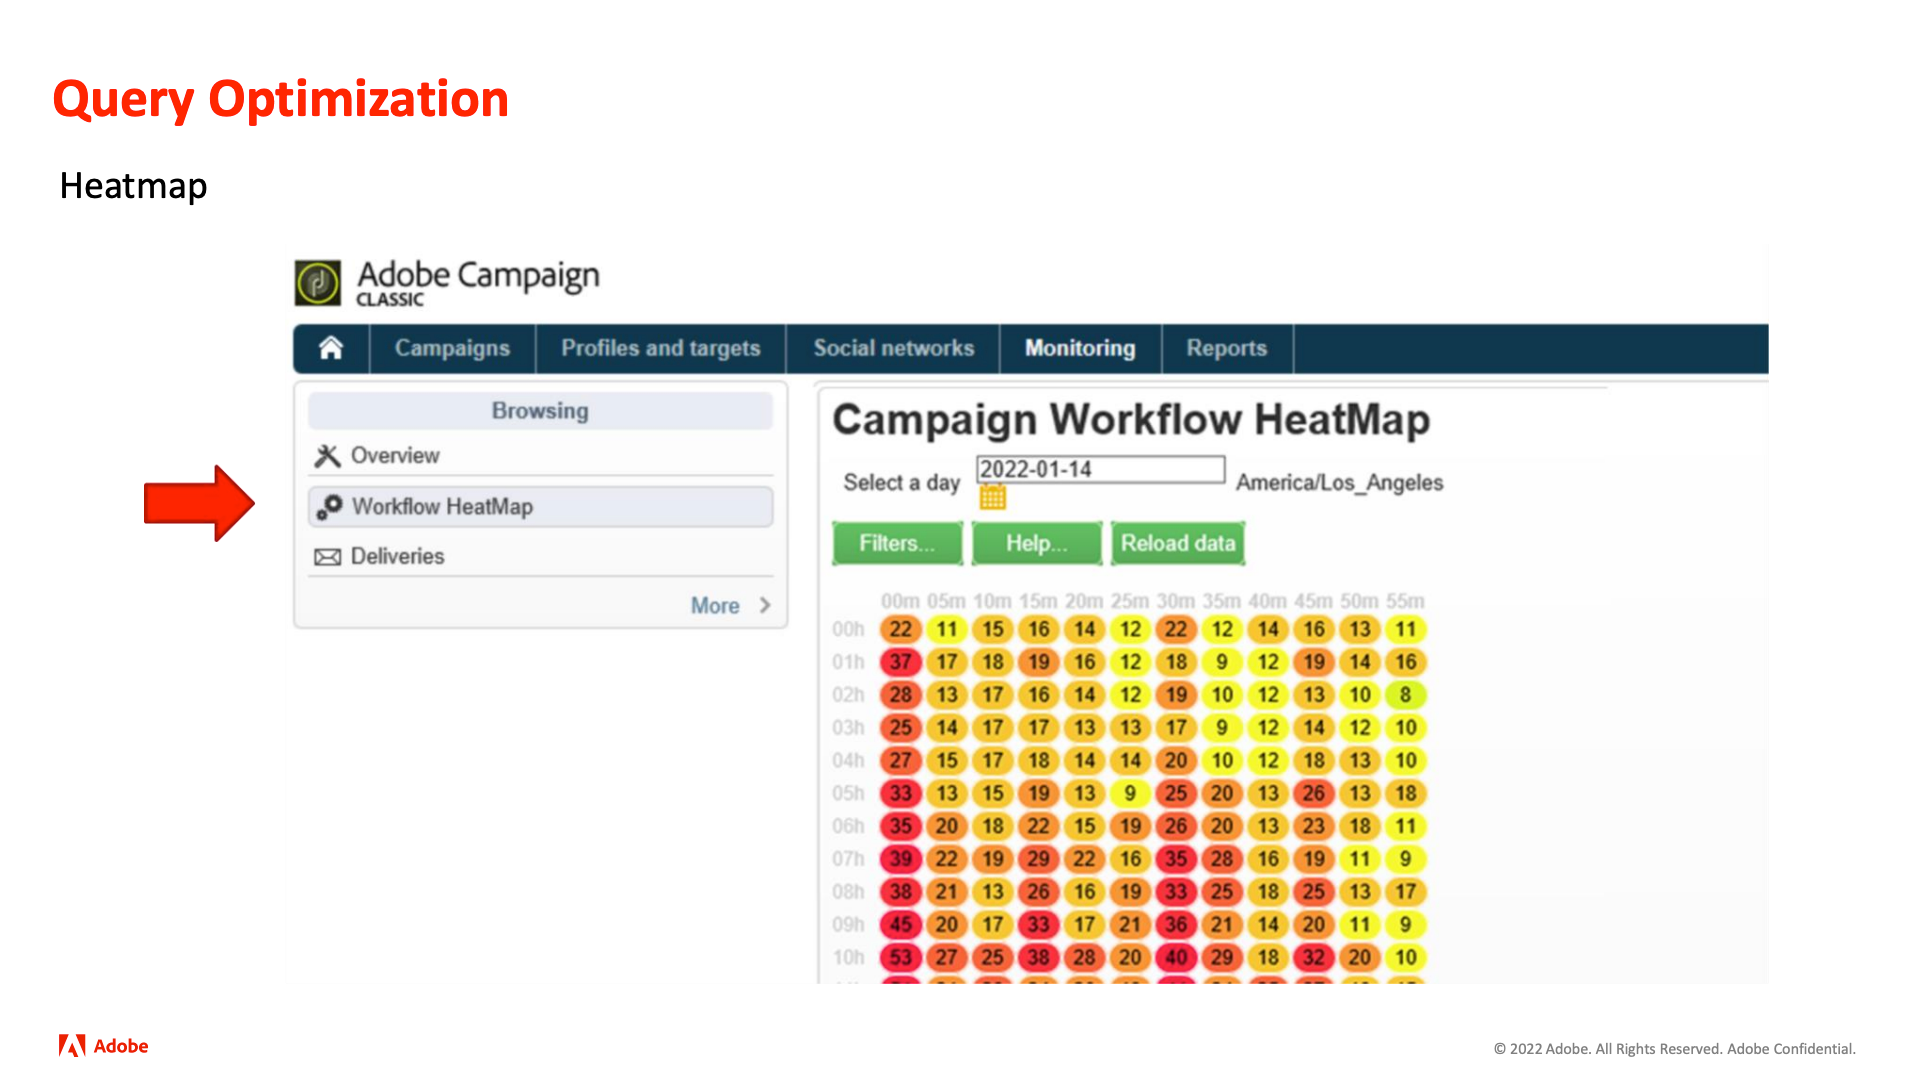 Query Optimization
Heatmap
Adobe Campaign
CLASSIC
Campaigns Profiles and targets Social networks Monitoring Reports
Browsing
Overview
Workflow HeatMap
Deliveries
More
Campaign Workflow HeatMap
Select a day 2022-01-14 America/Los_Angeles
Filters... Help... Reload data
00m 05m 10m 15m 20m 25m 30m 35m 40m 45m 50m 55m
00h 22 11 15 16 14 12 22 12 14 16 13 11
01h 37 17 18 19 16 12 18 9 12 19 14 16
02h 28 13 17 16 14 12 19 10 12 13 10 8
03h 25 14 17 17 13 13 17 9 12 14 12 10
04h 27 15 17 18 14 14 20 10 12 18 13 10
05h 33 13 15 19 13 9 25 20 13 26 13 18
06h 35 20 18 22 15 19 26 20 13 23 18 11
07h 39 22 19 29 22 16 35 28 16 19 11 9
08h 38 21 13 26 16 19 33 25 18 25 13 17
09h 45 20 17 33 17 21 36 21 14 20 11 9
10h 53 27 25 38 28 20 40 29 18 32 20 10
Adobe
© 2022 Adobe. All Rights Reserved. Adobe Confidential.